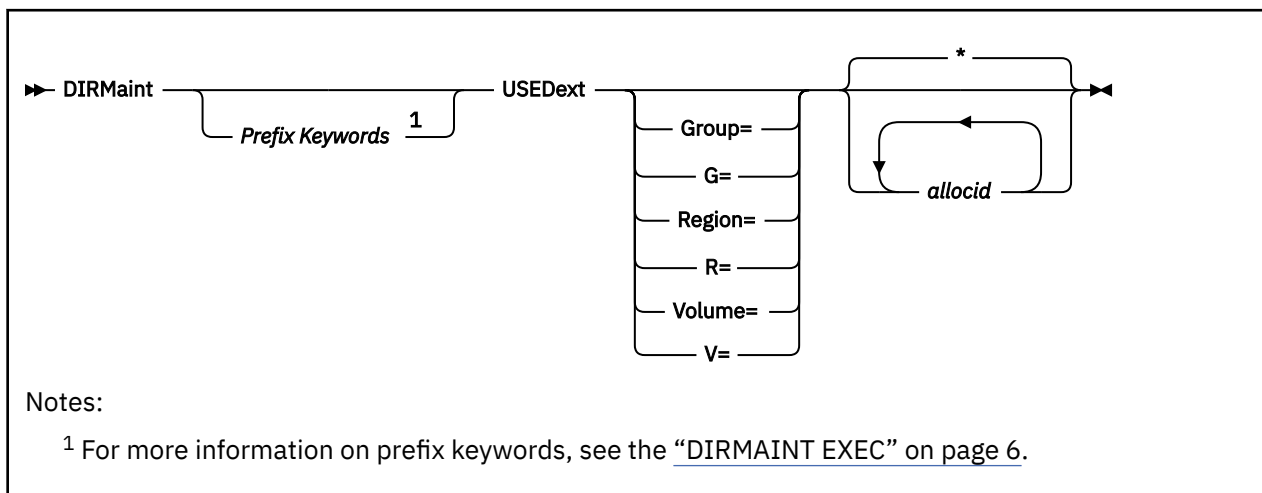 *
DIRMaint USEDext
Prefix Keywords 1
Group=
G=
allocid
Region=
R=
Volume=
V=
Notes:
1 For more information on prefix keywords, see the “DIRMAINT EXEC” on page 6.